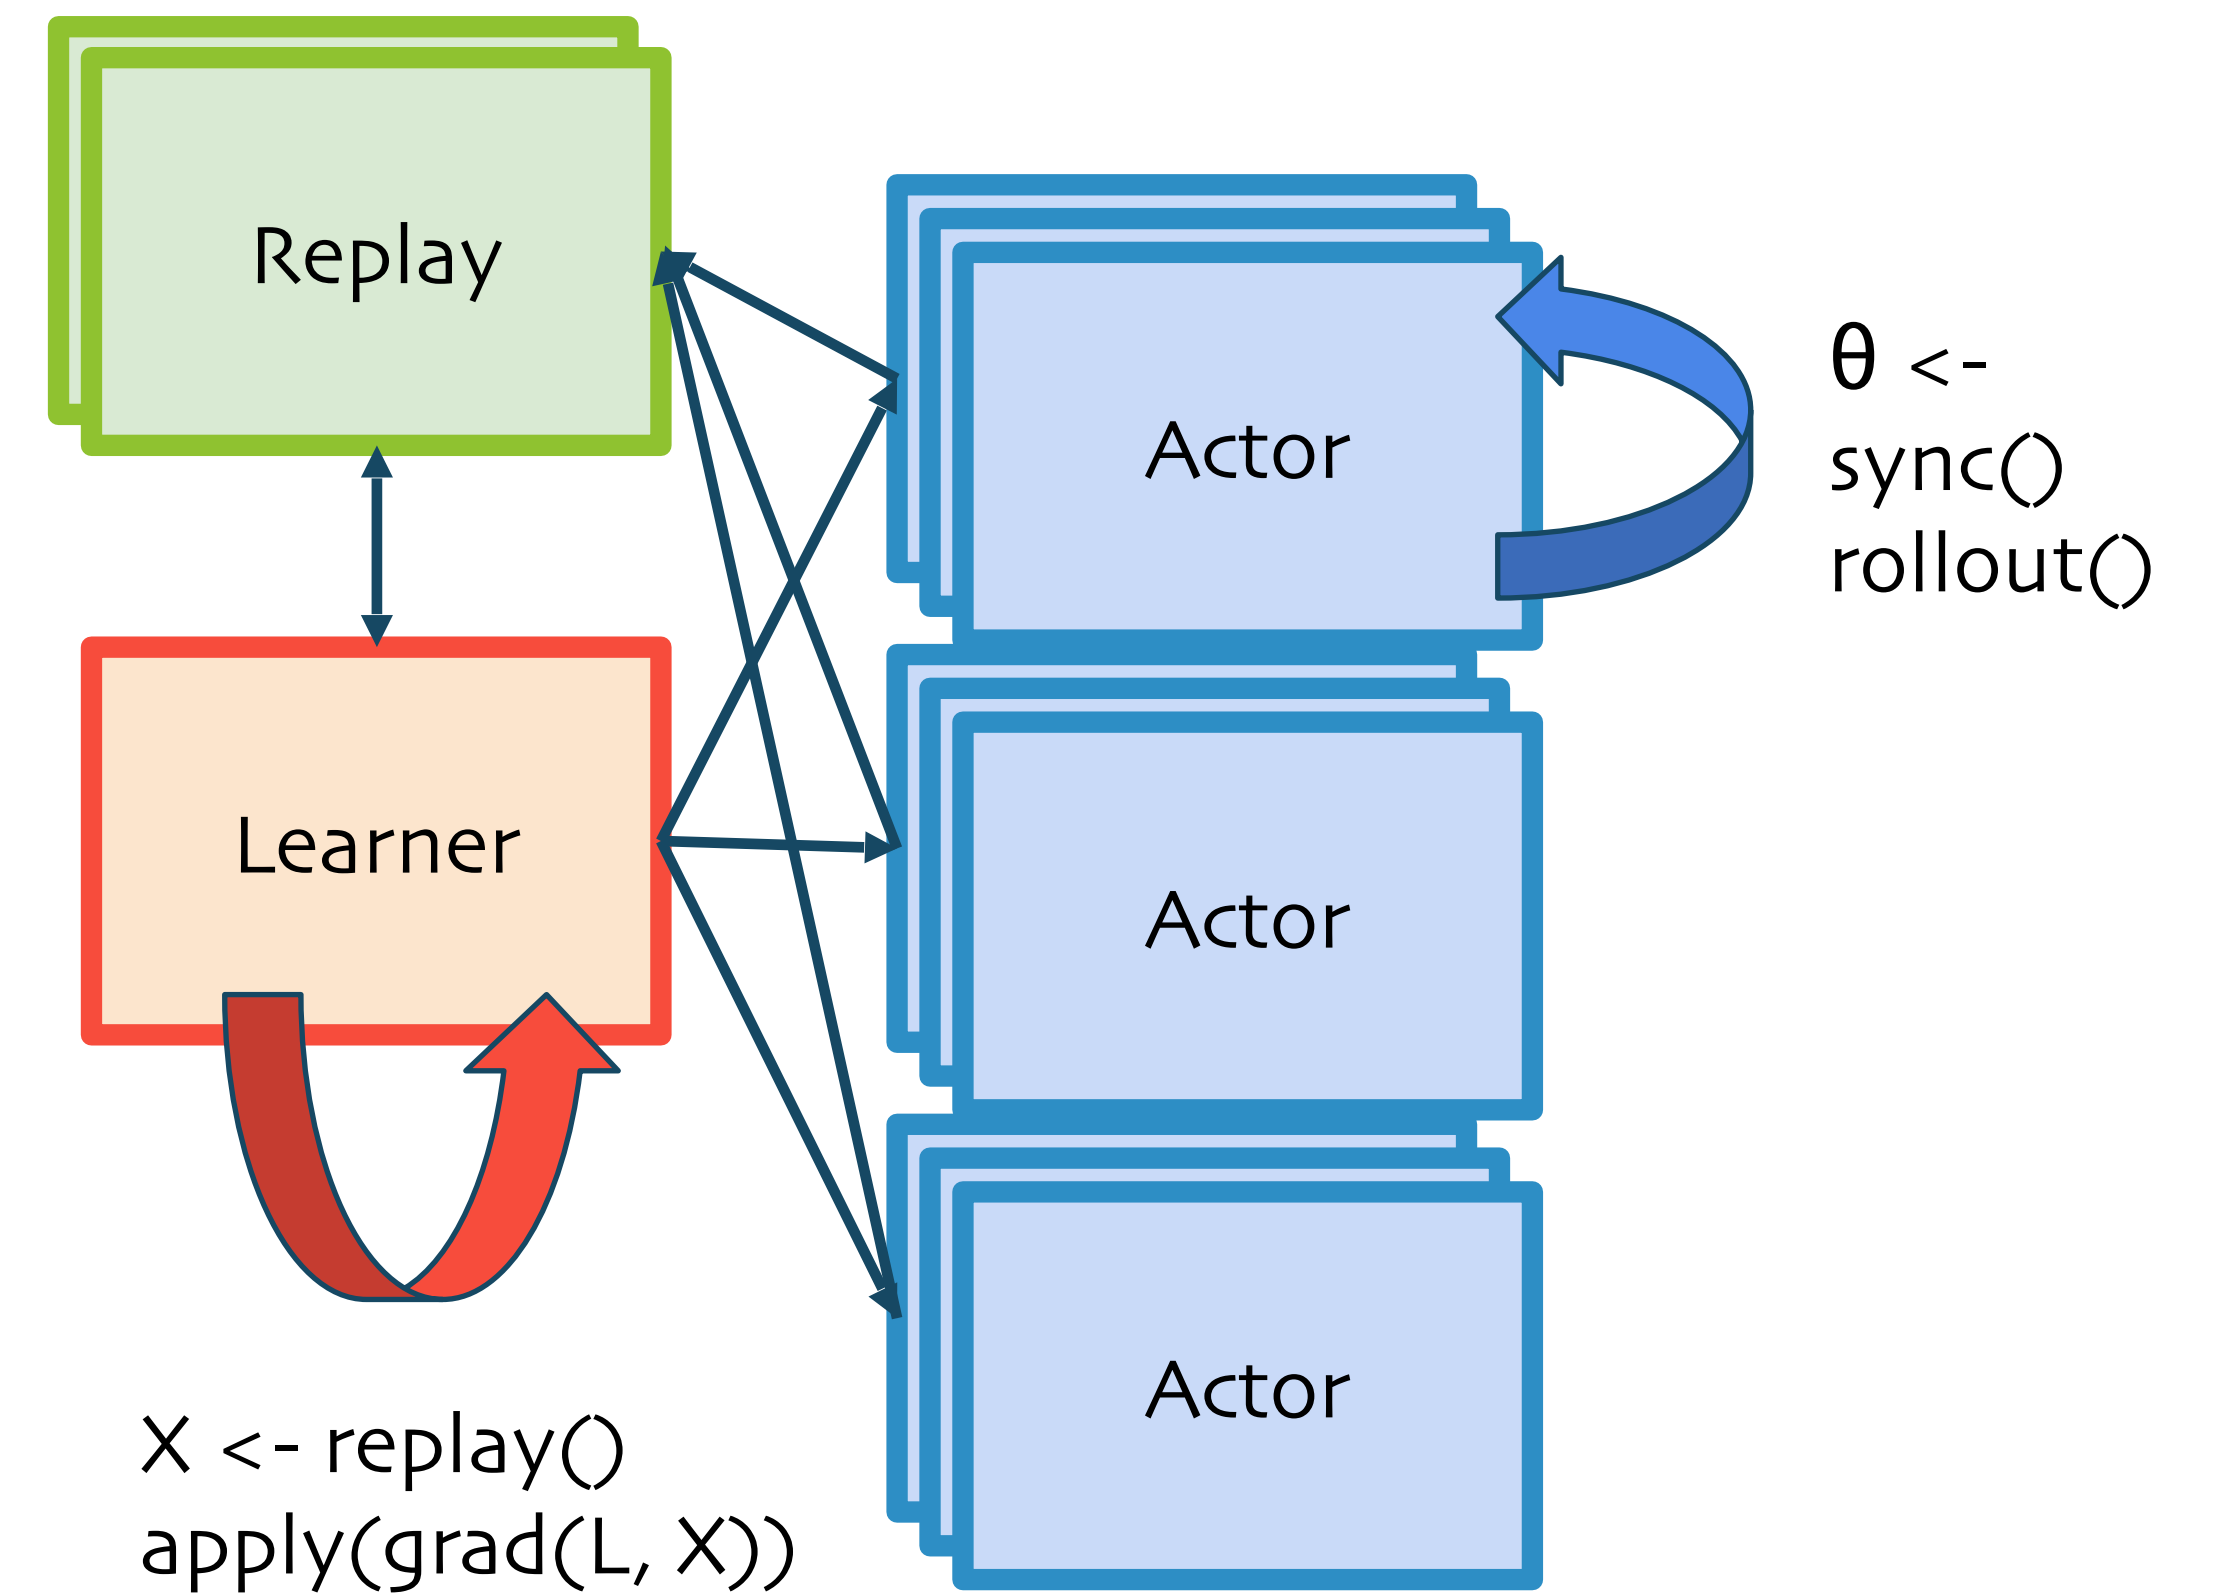 Replay
Actor
θ <-
sync()
rollout()
Learner
Actor
Actor
X <- replay()
apply(grad(L, X))